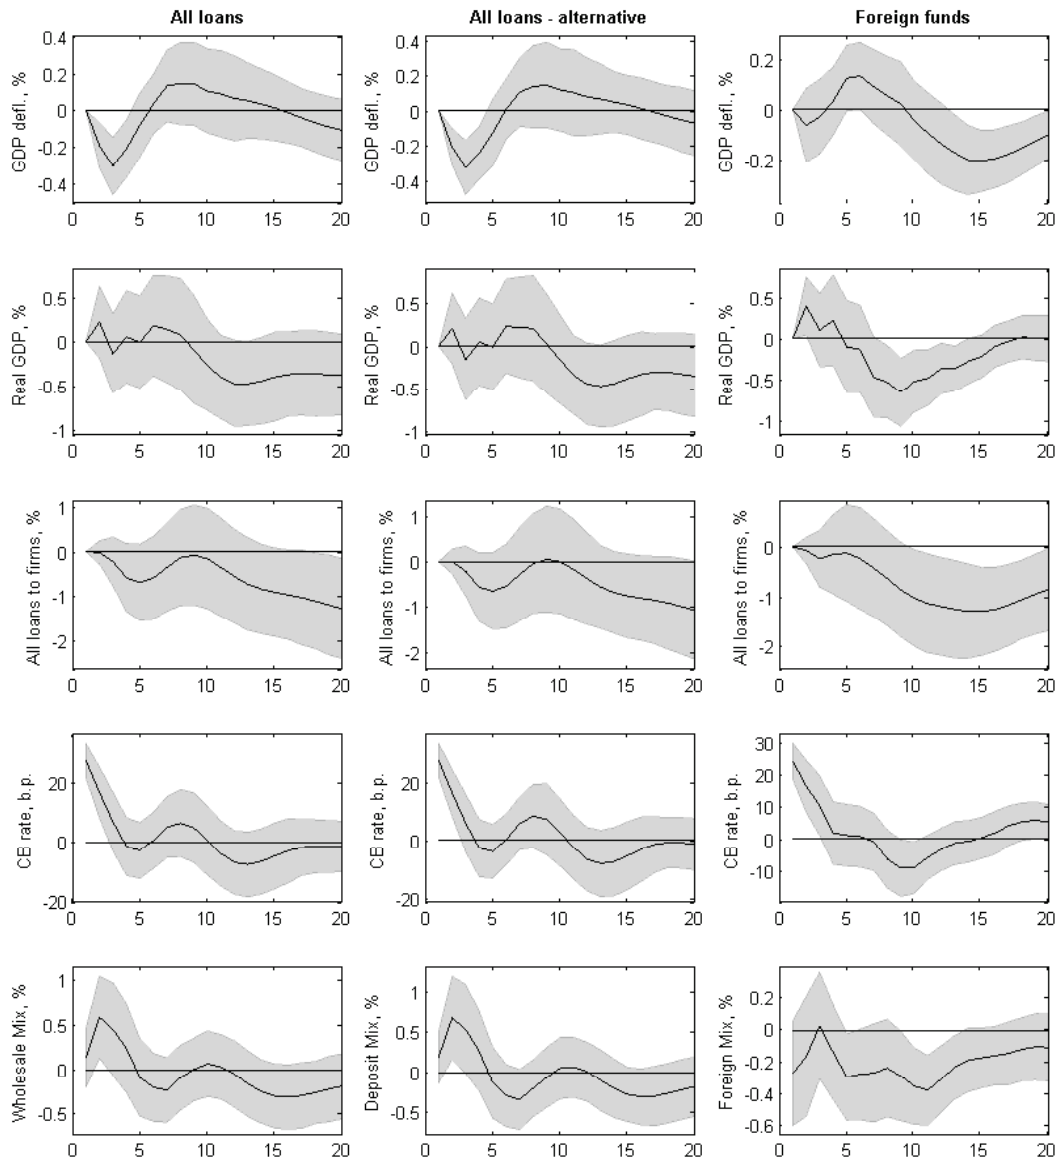 All loans
All loans - alternative
Foreign funds
GDP defl., %
0.4
0.2
0
-0.2
-0.4
0 5 10 15 20
GDP defl., %
0.4
0.2
0
-0.2
-0.4
0 5 10 15 20
GDP defl., %
0.2
0
-0.2
0 5 10 15 20
Real GDP, %
0.5
0
-0.5
-1
0 5 10 15 20
Real GDP, %
0.5
0
-0.5
-1
0 5 10 15 20
Real GDP, %
0.5
0
-0.5
-1
0 5 10 15 20
All loans to firms, %
1
0
-1
-2
0 5 10 15 20
All loans to firms, %
1
0
-1
-2
0 5 10 15 20
All loans to firms, %
0
-1
-2
0 5 10 15 20
CB rate, b.p.
20
0
-20
0 5 10 15 20
CB rate, b.p.
20
0
-20
0 5 10 15 20
CB rate, b.p.
30
20
10
0
-10
0 5 10 15 20
Wholesale Mix, %
1
0.5
0
-0.5
0 5 10 15 20
Deposit Mix, %
1
0.5
0
-0.5
0 5 10 15 20
Foreign Mix, %
0.2
0
-0.2
-0.4
-0.6
0 5 10 15 20